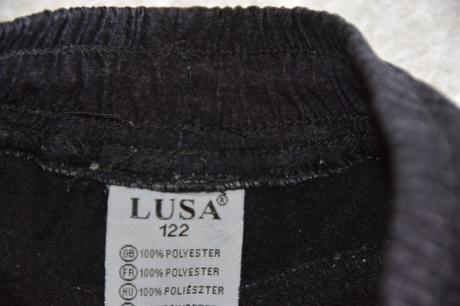 LUSA®
122
GB 100% POLYESTER
FR 100% POLYESTER
HU 100% POLIÉSZTER